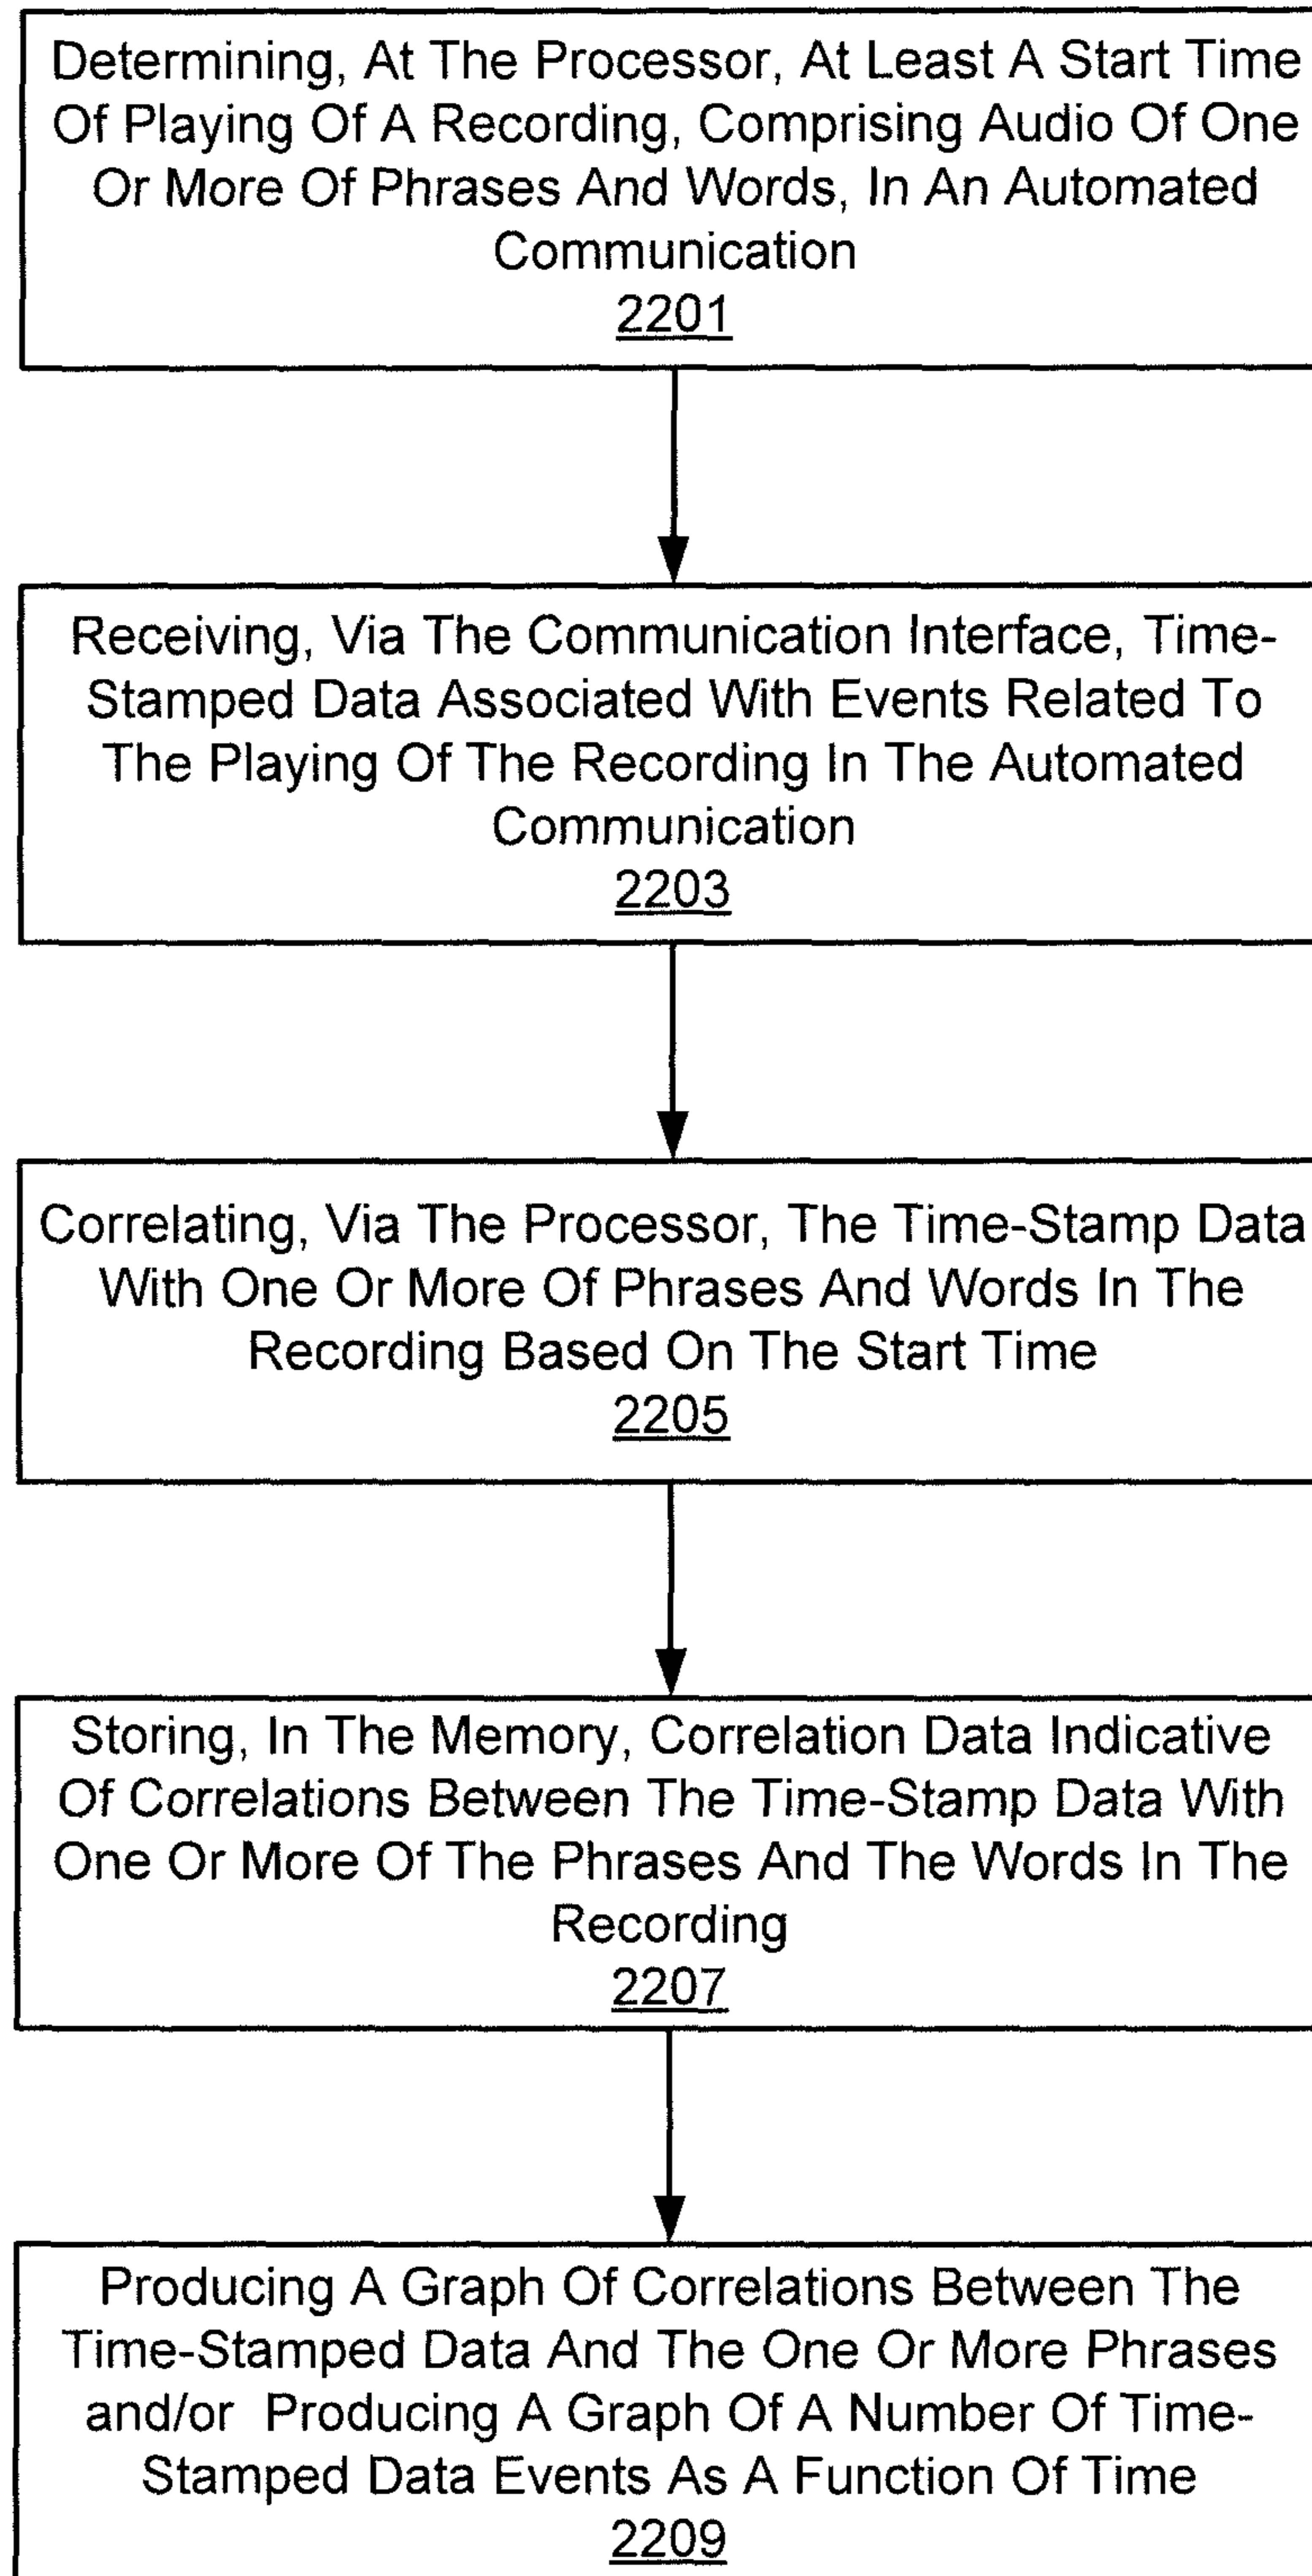 Determining, At The Processor, At Least A Start Time
Of Playing Of A Recording, Comprising Audio Of One
Or More Of Phrases And Words, In An Automated
Communication
2201
Receiving, Via The Communication Interface, Time-
Stamped Data Associated With Events Related To
The Playing Of The Recording In The Automated
Communication
2203
Correlating, Via The Processor, The Time-Stamp Data
With One Or More Of Phrases And Words In The
Recording Based On The Start Time
2205
Storing, In The Memory, Correlation Data Indicative
Of Correlations Between The Time-Stamp Data With
One Or More Of The Phrases And The Words In The
Recording
2207
Producing A Graph Of Correlations Between The
Time-Stamped Data And The One Or More Phrases
and/or Producing A Graph Of A Number Of Time-
Stamped Data Events As A Function Of Time
2209